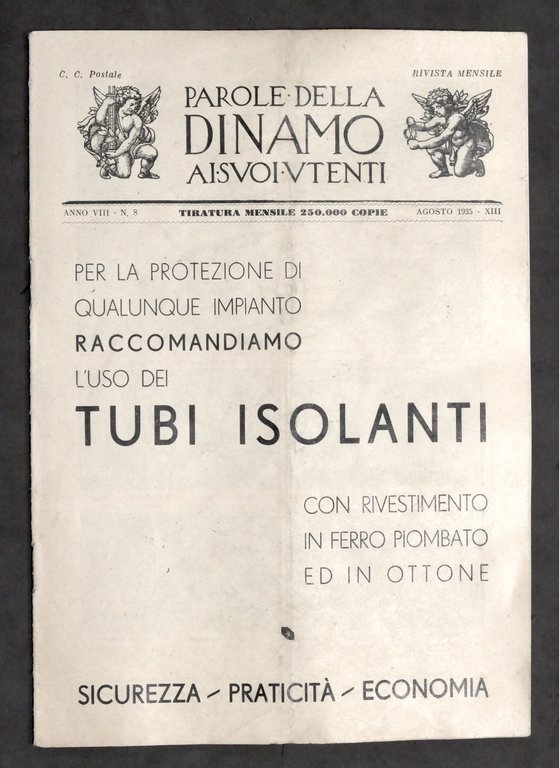 C. C. Postale
RIVISTA MENSILE
PAROLE·DELLA
DINAMO
AI·SVOI·VTENTI
ANNO VIII - N. 8
TIRATURA MENSILE 250.000 COPIE
AGOSTO 1935 - XIII
PER LA PROTEZIONE DI
QUALUNQUE IMPIANTO
RACCOMANDIAMO
L'USO DEI
TUBI ISOLANTI
CON RIVESTIMENTO
IN FERRO PIOMBATO
ED IN OTTONE
SICUREZZA - PRATICITÀ - ECONOMIA